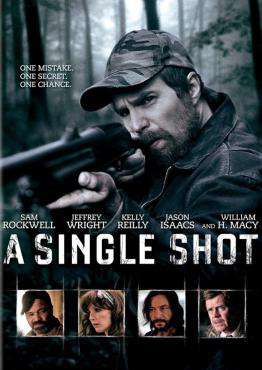 ONE MISTAKE.
ONE SECRET.
ONE CHANCE.
SAM ROCKWELL JEFFREY WRIGHT KELLY REILLY JASON ISAACS AND WILLIAM H. MACY
A SINGLE SHOT